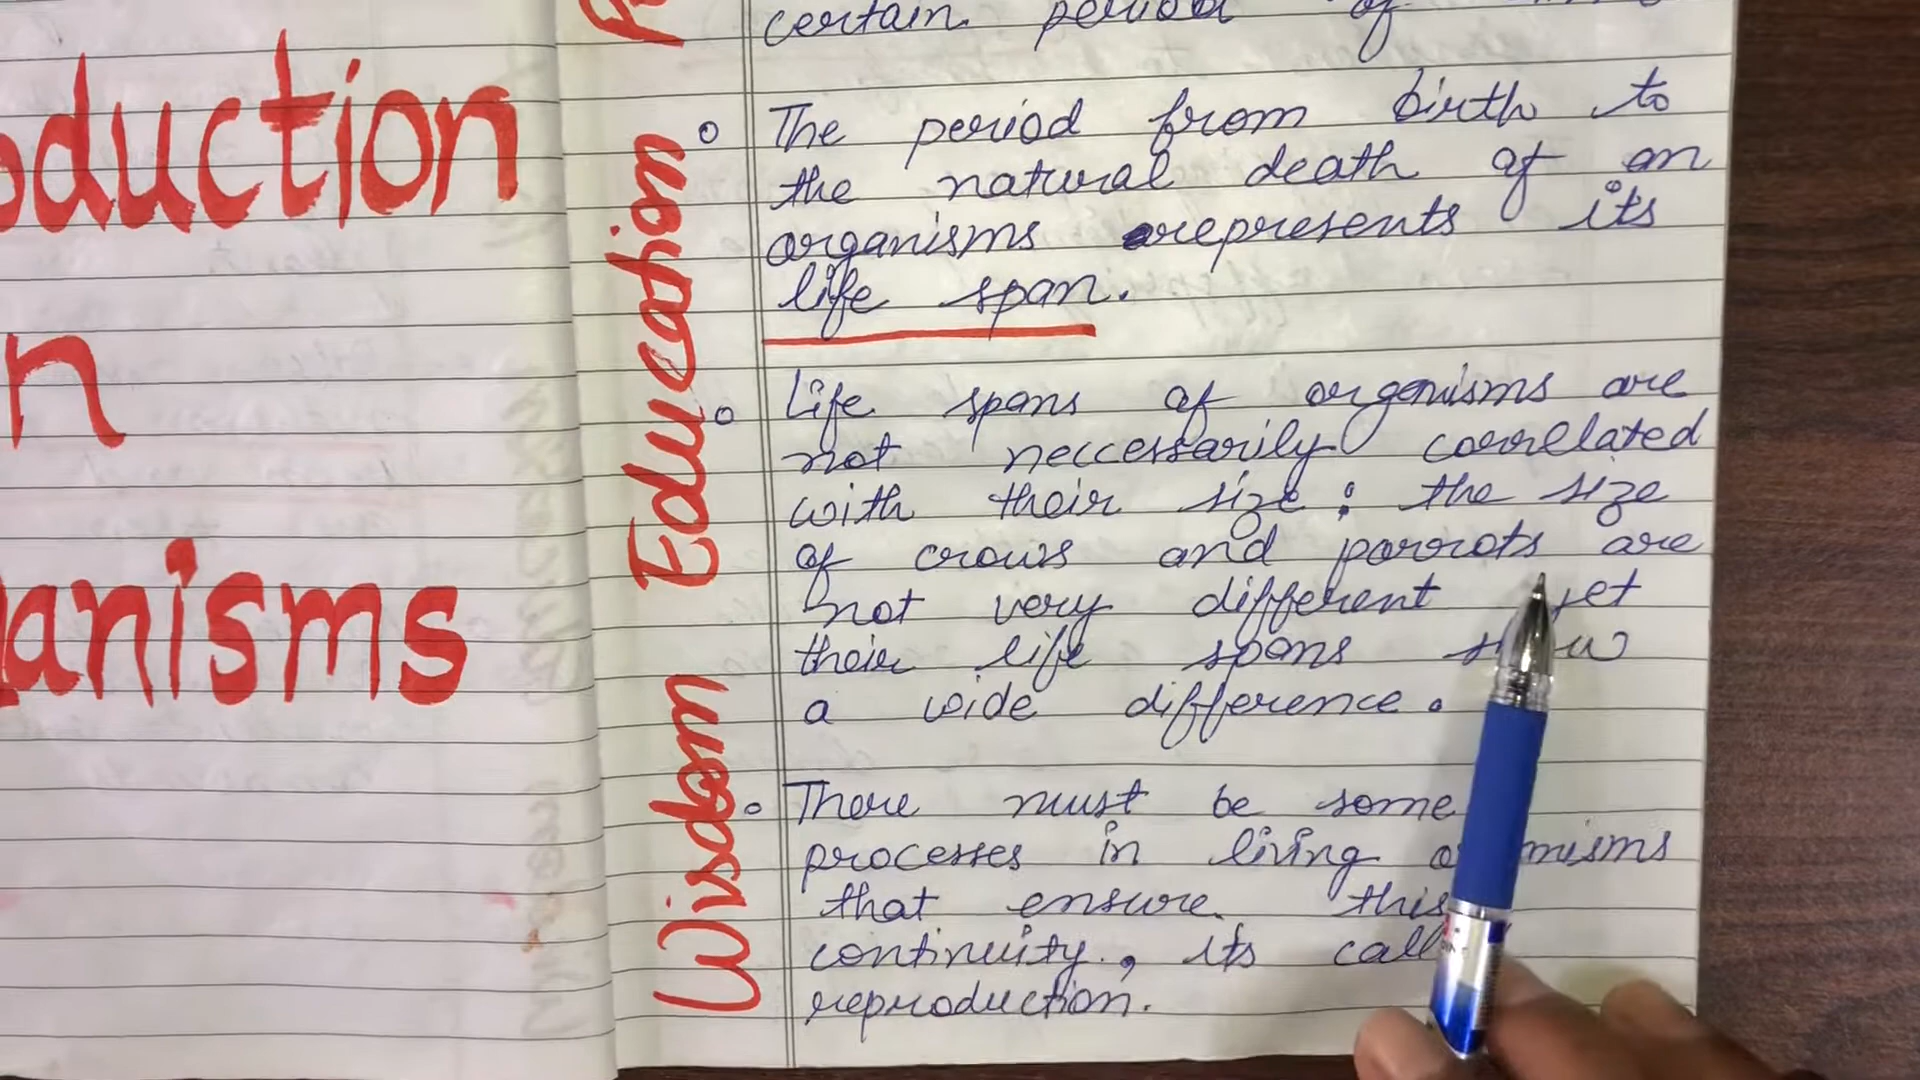 oduction
n
anisms
Education
Wisdom
certain period of
The period from birth to
the natural death of an
organisms represents its
life span.
Life spans of organisms are
not neccessarily correlated
with their size; the size
of crows and parrots are
not very different yet
their life spans
a wide difference.
There must be some
processes in living
that ensure this
continuity, its
reproduction.